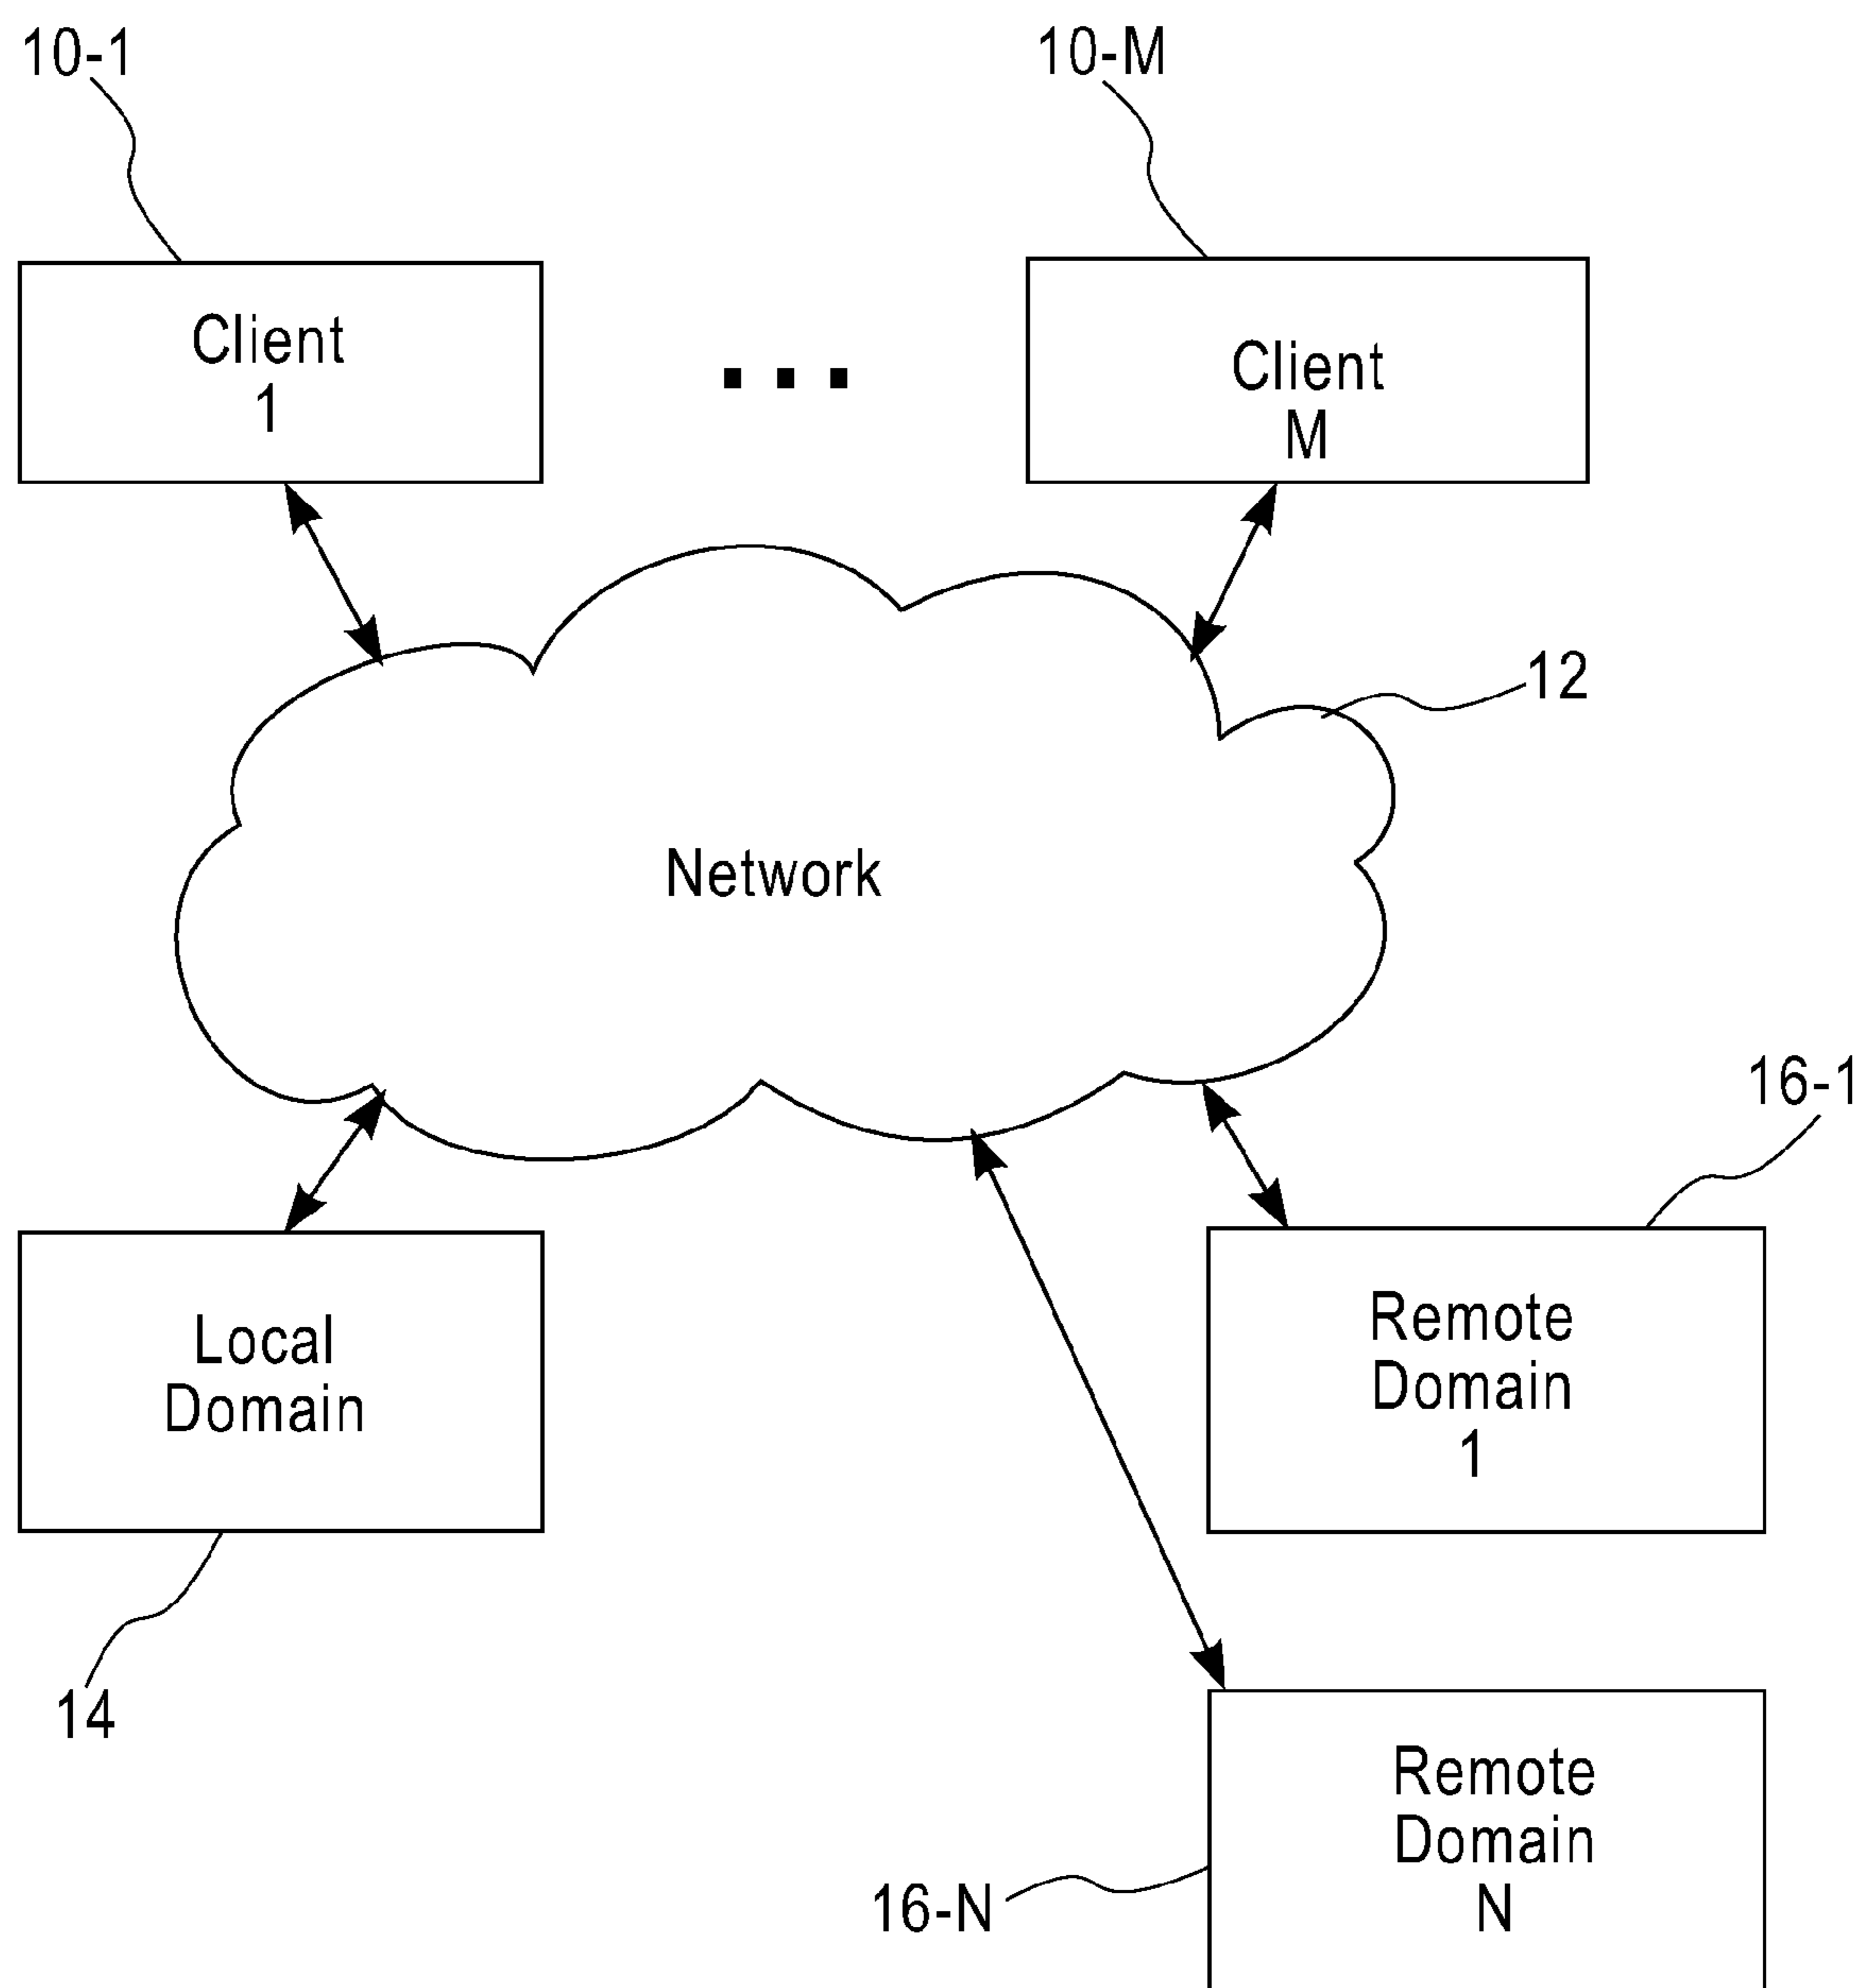 10-1
10-M
Client
1
...
Client
M
12
Network
16-1
Local
Domain
Remote
Domain
1
14
Remote
Domain
N
16-N